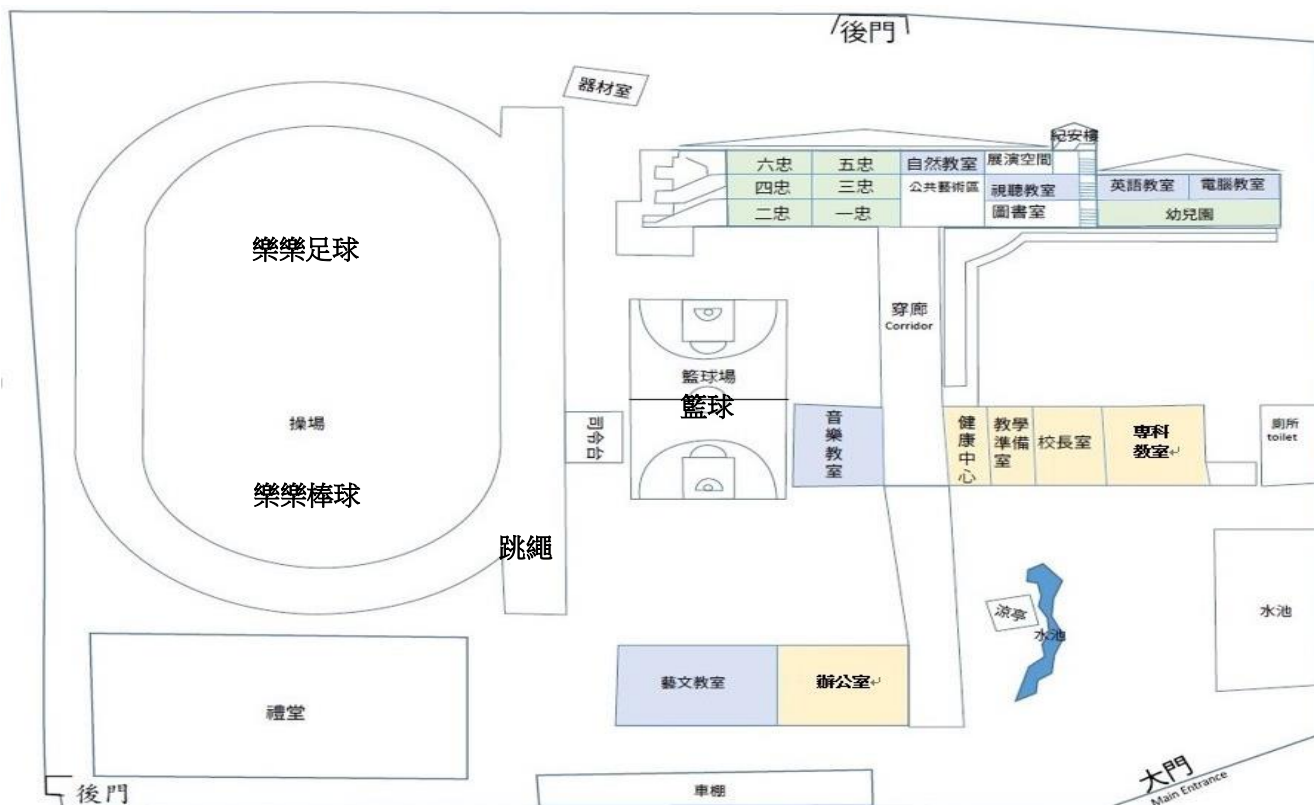 後門
器材室
紀安樓
六忠
五忠
自然教室
展演空間
四忠
三忠
公共藝術區
視聽教室
英語教室
電腦教室
二忠
一忠
圖書室
幼兒園
樂樂足球
穿廊
Corridor
籃球場
籃球
操場
司令台
音樂教室
健康中心
教學準備室
校長室
專科
教室
廁所
toilet
樂樂棒球
跳繩
涼亭
水池
水池
藝文教室
辦公室
禮堂
大門
Main Entrance
車棚
後門